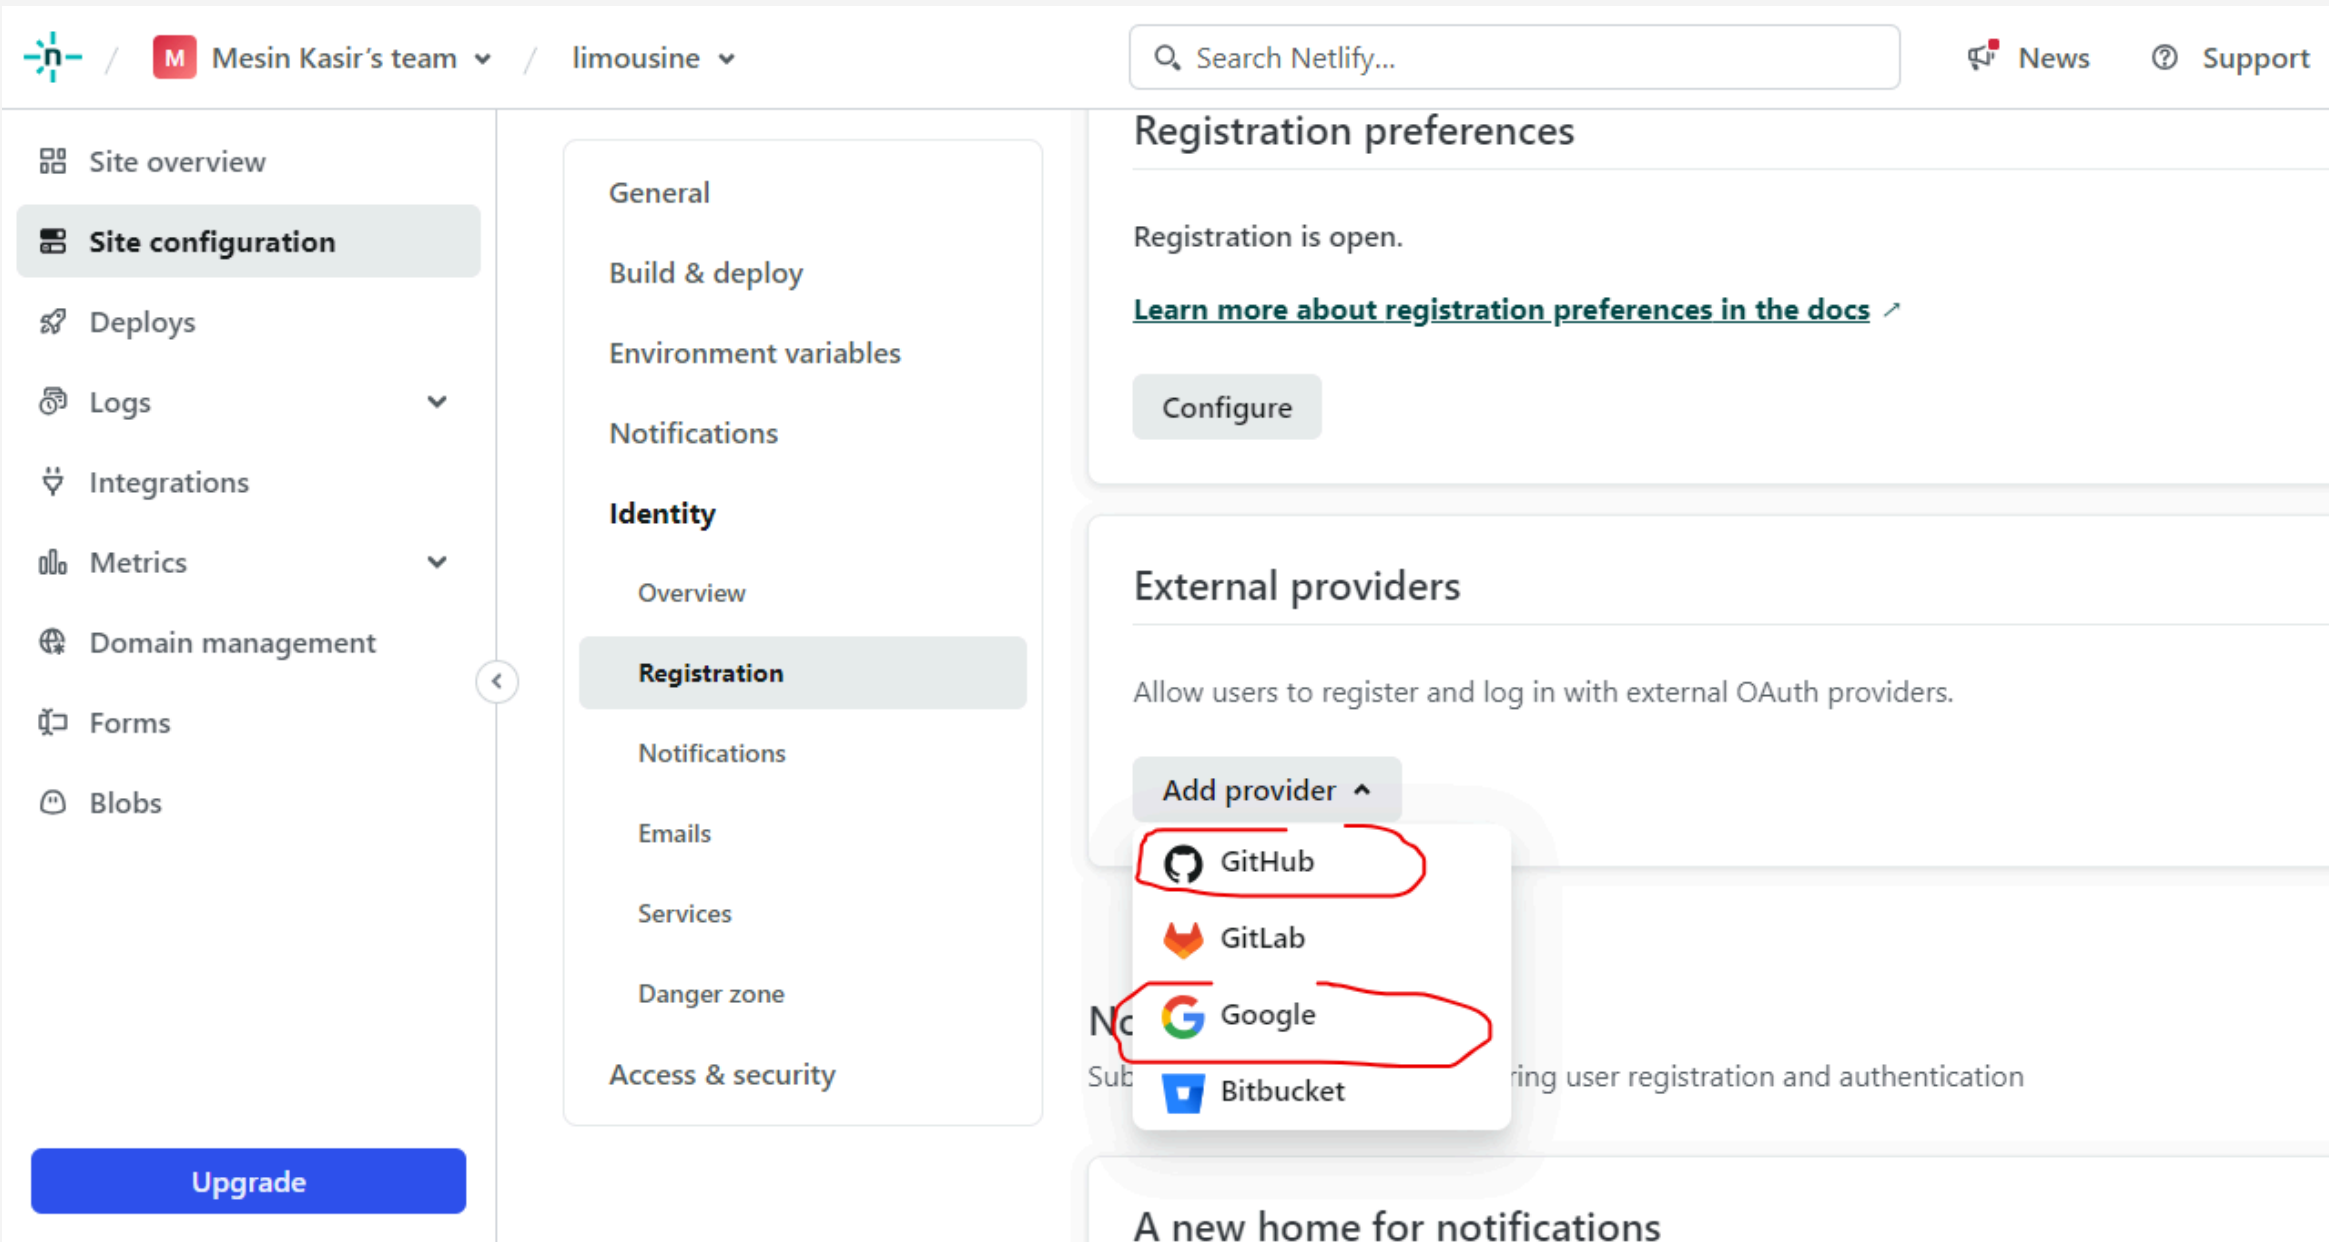 n / M Mesin Kasir's team / limousine
Search Netlify...
News
Support
Site overview
Site configuration
Deploys
Logs
Integrations
Metrics
Domain management
Forms
Blobs
Upgrade
General
Build & deploy
Environment variables
Notifications
Identity
Overview
Registration
Notifications
Emails
Services
Danger zone
Access & security
Registration preferences
Registration is open.
Learn more about registration preferences in the docs
Configure
External providers
Allow users to register and log in with external OAuth providers.
Add provider
GitHub
GitLab
Google
Bitbucket
user registration and authentication
A new home for notifications